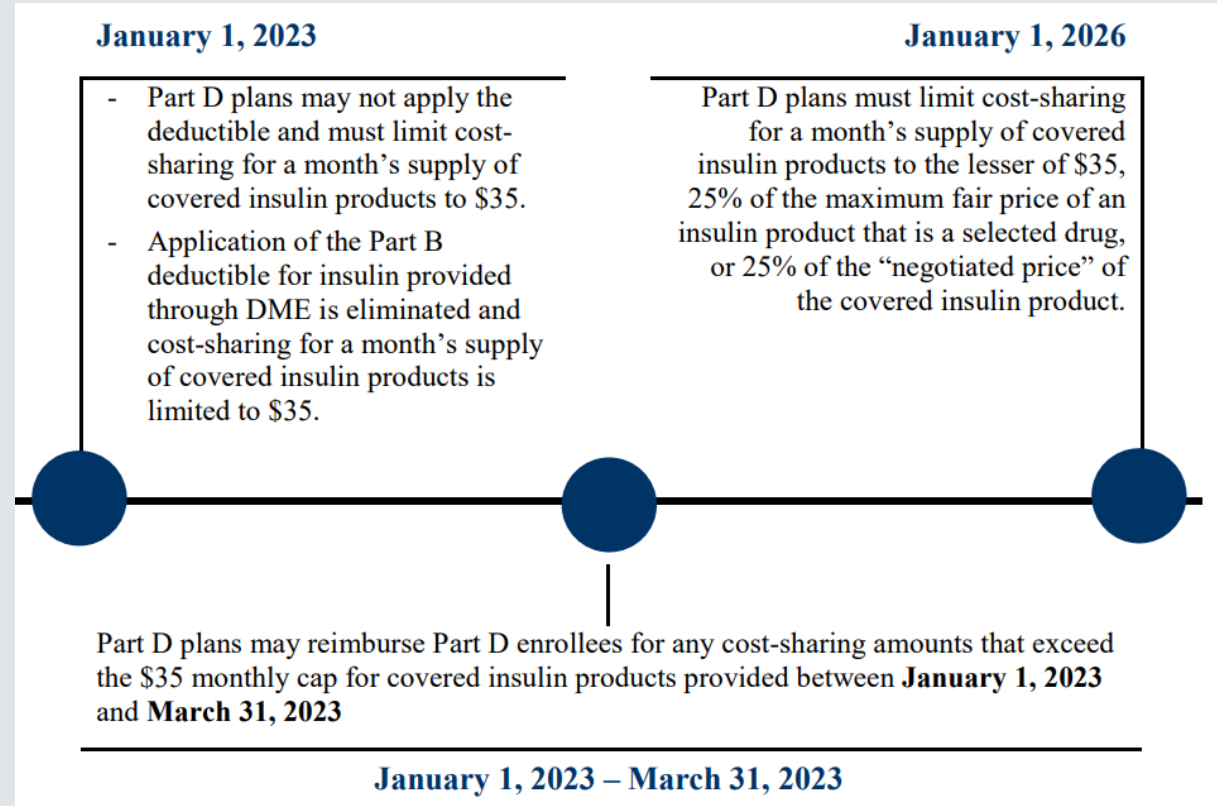 January 1, 2023
- Part D plans may not apply the
deductible and must limit cost-
sharing for a month’s supply of
covered insulin products to $35.
- Application of the Part B
deductible for insulin provided
through DME is eliminated and
cost-sharing for a month’s supply
of covered insulin products is
limited to $35.
January 1, 2026
Part D plans must limit cost-sharing
for a month’s supply of covered
insulin products to the lesser of $35,
25% of the maximum fair price of an
insulin product that is a selected drug,
or 25% of the “negotiated price” of
the covered insulin product.
Part D plans may reimburse Part D enrollees for any cost-sharing amounts that exceed
the $35 monthly cap for covered insulin products provided between January 1, 2023
and March 31, 2023
January 1, 2023 – March 31, 2023